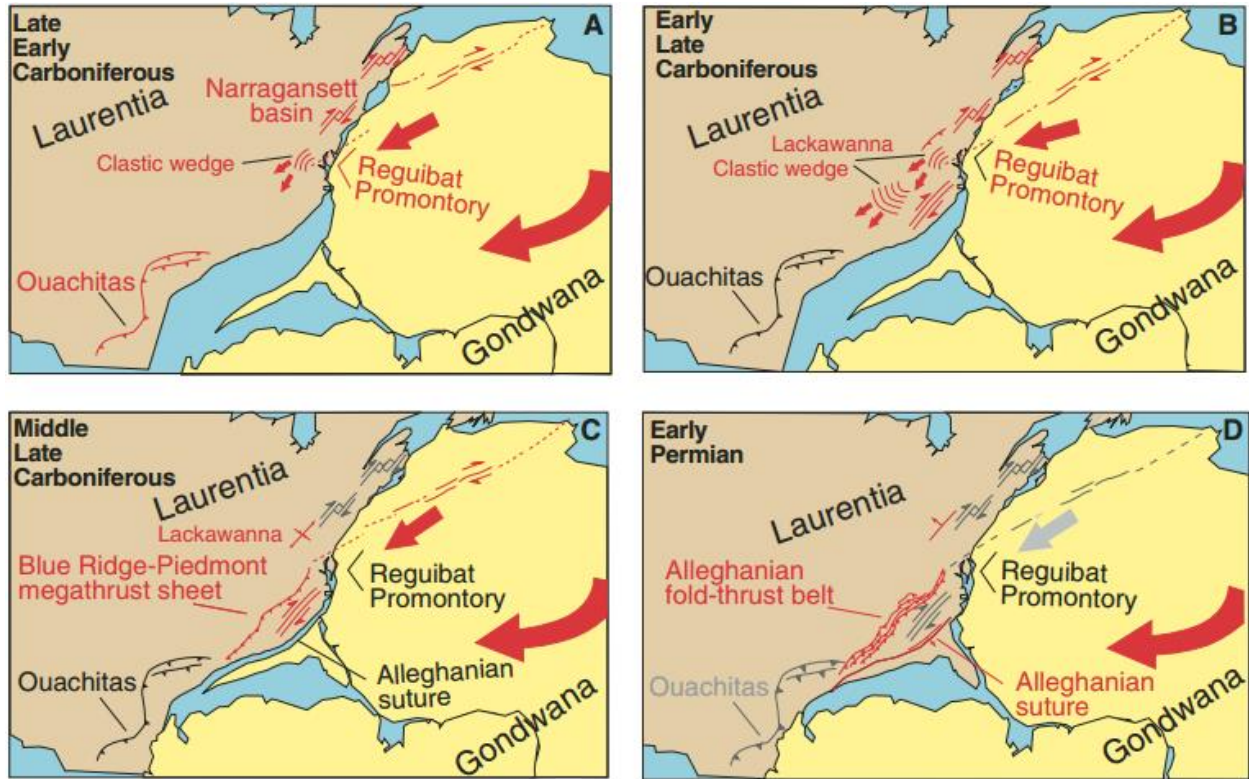 Late
Early
Carboniferous
A
Laurentia
Narragansett
basin
Clastic wedge
Reguibat
Promontory
Ouachitas
Gondwana
Early
Late
Carboniferous
B
Laurentia
Lackawanna
Clastic wedge
Reguibat
Promontory
Ouachitas
Gondwana
Middle
Late
Carboniferous
C
Laurentia
Lackawanna
Blue Ridge-Piedmont
megathrust sheet
Reguibat
Promontory
Ouachitas
Alleghanian
suture
Gondwana
Early
Permian
D
Laurentia
Alleghanian
fold-thrust belt
Reguibat
Promontory
Ouachitas
Alleghanian
suture
Gondwana